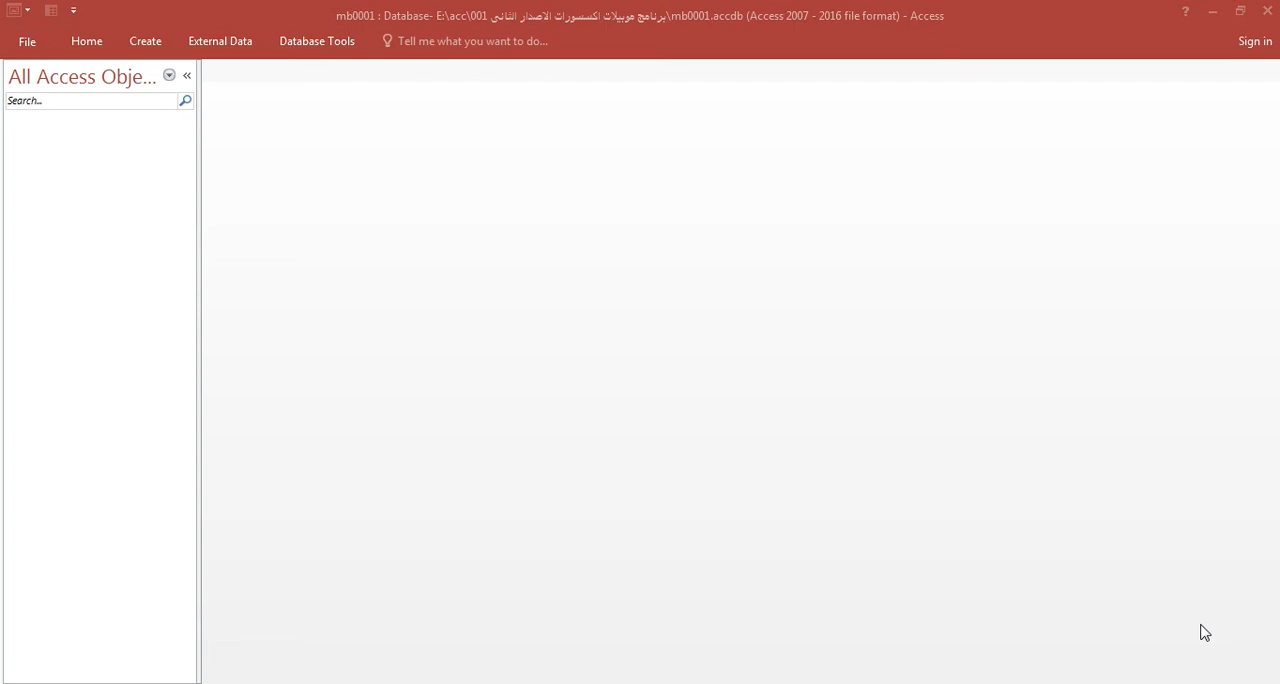 mb0001 : Database- E:\acc\001 برنامج موبيلات اكسسورات الاصدار الثانى\mb0001.accdb (Access 2007 - 2016 file format) - Access
?
File Home Create External Data Database Tools Tell me what you want to do... Sign in
All Access Obje... «
Search...